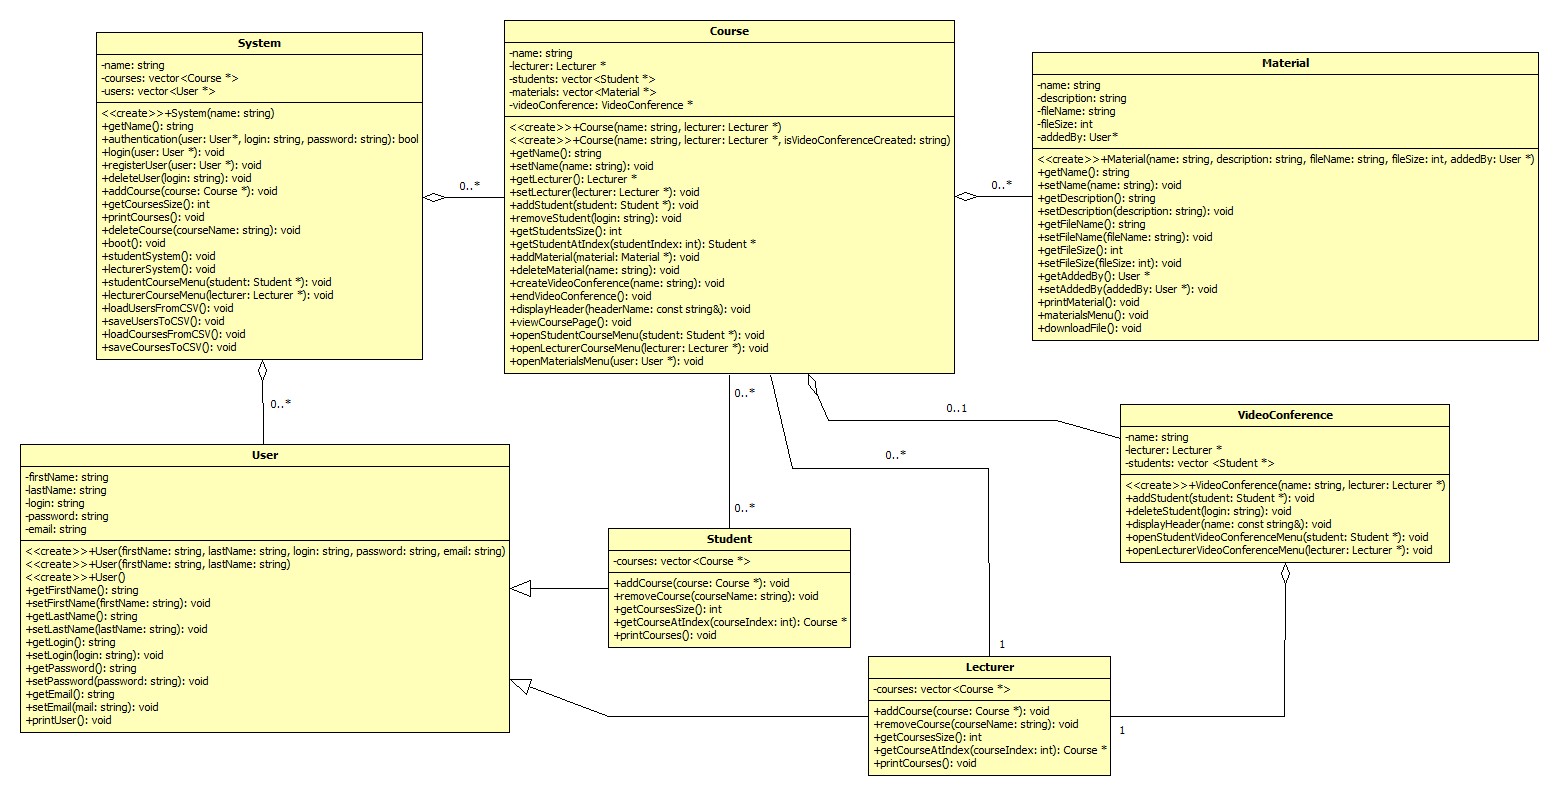 System
-name: string
-courses: vector<Course *>
-users: vector<User *>
<<create>>+System(name: string)
+getName(): string
+authentication(user: User*, login: string, password: string): bool
+login(user: User *): void
+registerUser(user: User *): void
+deleteUser(login: string): void
+addCourse(course: Course *): void
+getCoursesSize(): int
+printCourses(): void
+deleteCourse(courseName: string): void
+boot(): void
+studentSystem(): void
+lecturerSystem(): void
+studentCourseMenu(student: Student *): void
+lecturerCourseMenu(lecturer: Lecturer *): void
+loadUsersFromCSV(): void
+saveUsersToCSV(): void
+loadCoursesFromCSV(): void
+saveCoursesToCSV(): void
0..*
Course
-name: string
-lecturer: Lecturer *
-students: vector<Student *>
-materials: vector<Material *>
-videoConference: VideoConference *
<<create>>+Course(name: string, lecturer: Lecturer *)
<<create>>+Course(name: string, lecturer: Lecturer *, isVideoConferenceCreated: string)
+getName(): string
+setName(name: string): void
+getLecturer(): Lecturer *
+setLecturer(lecturer: Lecturer *): void
+addStudent(student: Student *): void
+removeStudent(login: string): void
+getStudentsSize(): int
+getStudentAtIndex(studentIndex: int): Student *
+addMaterial(material: Material *): void
+deleteMaterial(name: string): void
+createVideoConference(name: string): void
+endVideoConference(): void
+displayHeader(headerName: const string&): void
+viewCoursePage(): void
+openStudentCourseMenu(student: Student *): void
+openLecturerCourseMenu(lecturer: Lecturer *): void
+openMaterialsMenu(user: User *): void
0..*
Material
-name: string
-description: string
-fileName: string
-fileSize: int
-addedBy: User*
<<create>>+Material(name: string, description: string, fileName: string, fileSize: int, addedBy: User *)
+getName(): string
+setName(name: string): void
+getDescription(): string
+setDescription(description: string): void
+getFileName(): string
+setFileName(fileName: string): void
+getFileSize(): int
+setFileSize(fileSize: int): void
+getAddedBy(): User *
+setAddedBy(addedBy: User *): void
+printMaterial(): void
+materialsMenu(): void
+downloadFile(): void
0..*
0..*
0..1
0..*
0..*
User
-firstName: string
-lastName: string
-login: string
-password: string
-email: string
<<create>>+User(firstName: string, lastName: string, login: string, password: string, email: string)
<<create>>+User(firstName: string, lastName: string)
<<create>>+User()
+getFirstName(): string
+setFirstName(firstName: string): void
+getLastName(): string
+setLastName(lastName: string): void
+getLogin(): string
+setLogin(login: string): void
+getPassword(): string
+setPassword(password: string): void
+getEmail(): string
+setEmail(mail: string): void
+printUser(): void
Student
-courses: vector<Course *>
+addCourse(course: Course *): void
+removeCourse(courseName: string): void
+getCoursesSize(): int
+getCourseAtIndex(courseIndex: int): Course *
+printCourses(): void
VideoConference
-name: string
-lecturer: Lecturer *
-students: vector <Student *>
<<create>>+VideoConference(name: string, lecturer: Lecturer *)
+addStudent(student: Student *): void
+deleteStudent(login: string): void
+displayHeader(name: const string&): void
+openStudentVideoConferenceMenu(student: Student *): void
+openLecturerVideoConferenceMenu(lecturer: Lecturer *): void
1
Lecturer
-courses: vector<Course *>
+addCourse(course: Course *): void
+removeCourse(courseName: string): void
+getCoursesSize(): int
+getCourseAtIndex(courseIndex: int): Course *
+printCourses(): void
1